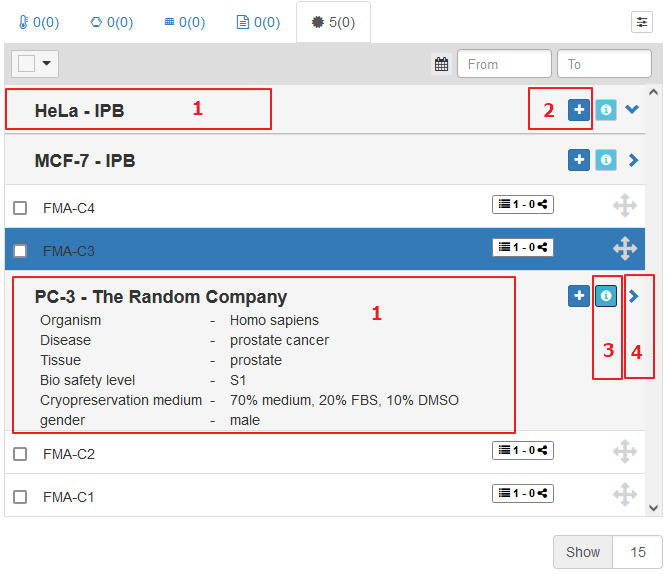 0(0) 0(0) 0(0) 0(0) 5(0)
From To
HeLa - IPB 1 2
MCF-7 - IPB
FMA-C4 1 - 0
FMA-C3 1 - 0
PC-3 - The Random Company 1
Organism - Homo sapiens
Disease - prostate cancer
Tissue - prostate
Bio safety level - S1
Cryopreservation medium - 70% medium, 20% FBS, 10% DMSO
gender - male
3 4
FMA-C2 1 - 0
FMA-C1 1 - 0
Show 15